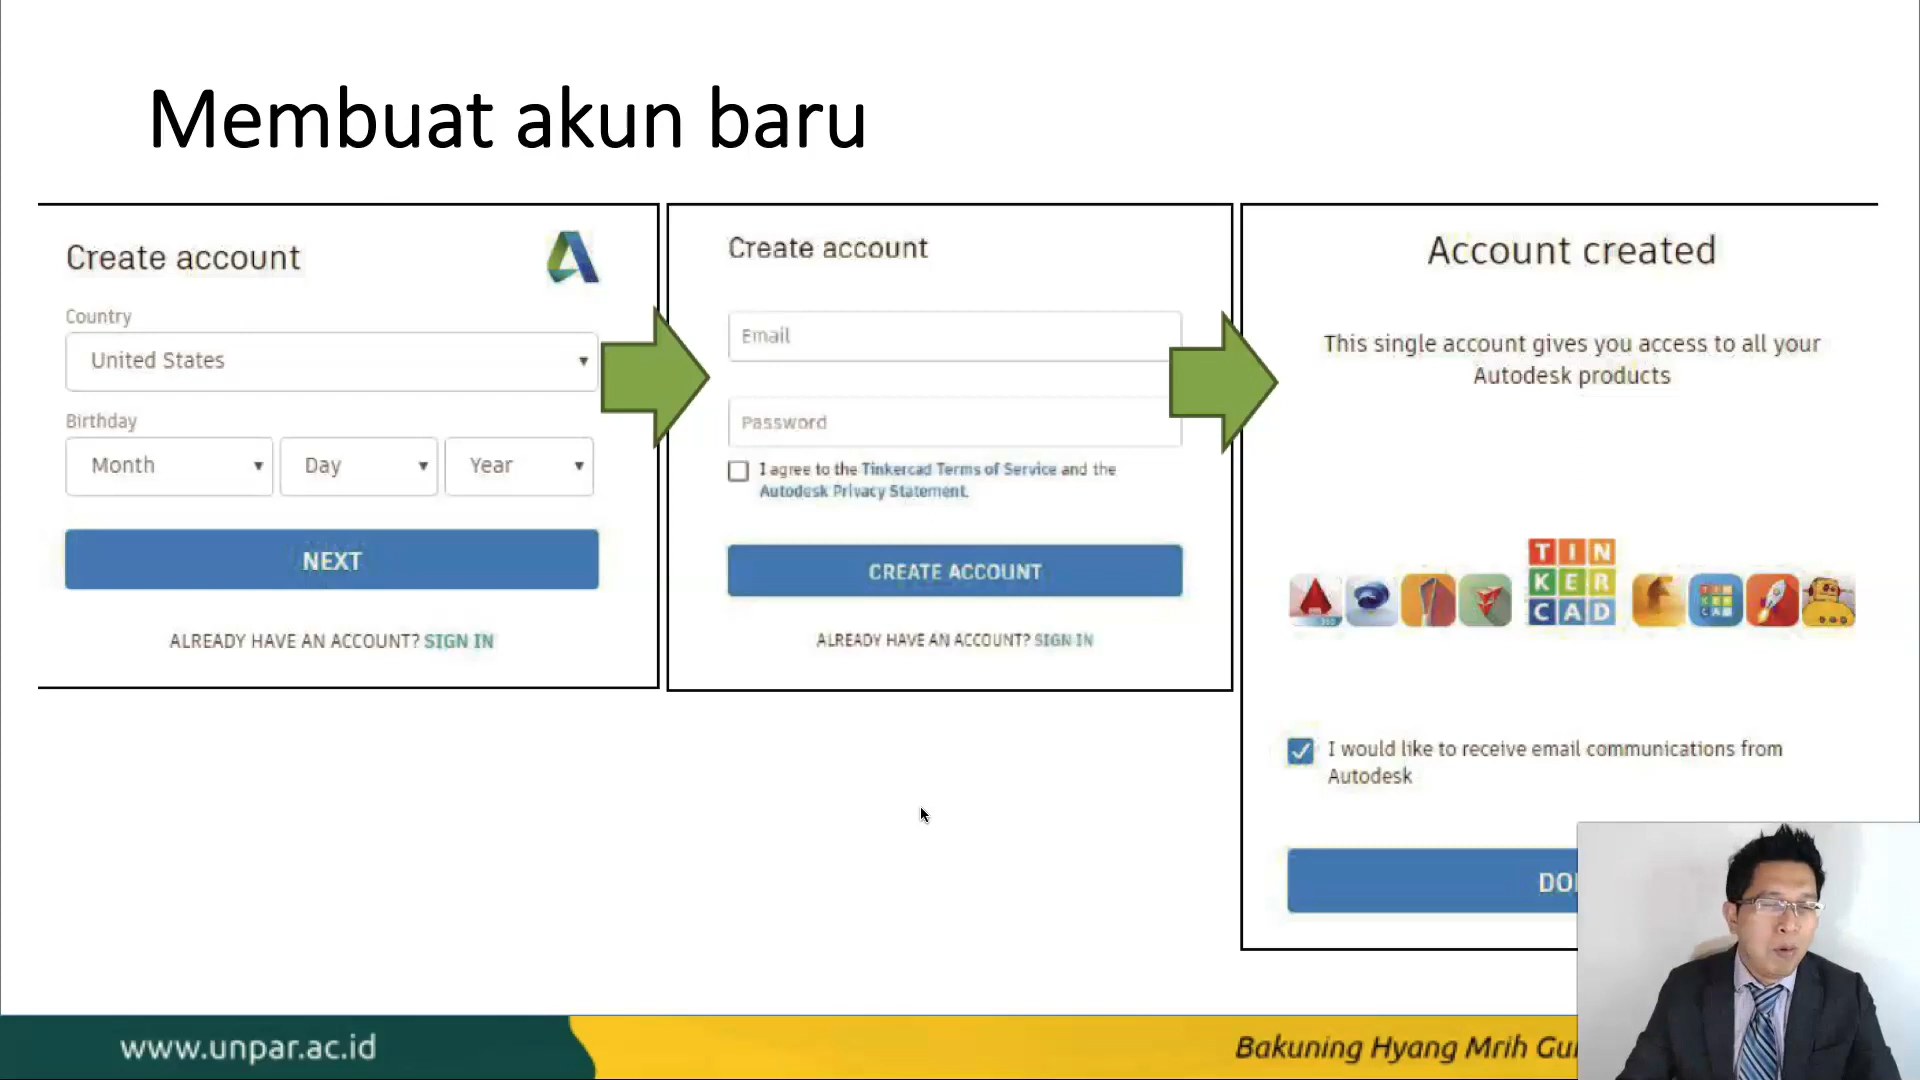 Membuat akun baru
Create account
Country
United States
Birthday
Month
Day
Year
NEXT
ALREADY HAVE AN ACCOUNT? SIGN IN
Create account
Email
Password
I agree to the Tinkercad Terms of Service and the
Autodesk Privacy Statement.
CREATE ACCOUNT
ALREADY HAVE AN ACCOUNT? SIGN IN
Account created
This single account gives you access to all your
Autodesk products
TIN
KER
CAD
I would like to receive email communications from
Autodesk
www.unpar.ac.id
Bakuning Hyang Mrih